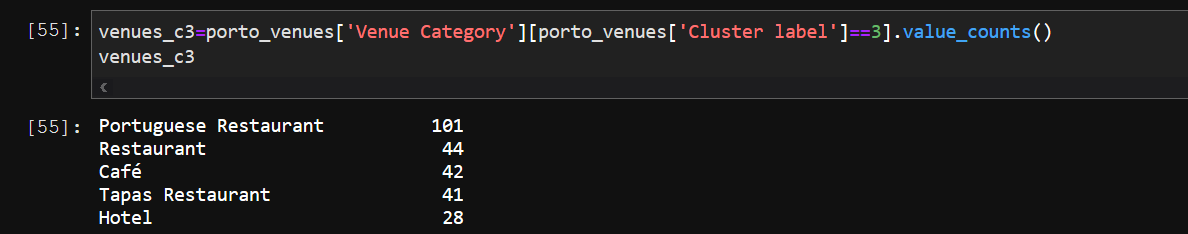 [55]: venues_c3=porto_venues['Venue Category'][porto_venues['Cluster label']==3].value_counts()
venues_c3
[55]: Portuguese Restaurant 101
Restaurant 44
Café 42
Tapas Restaurant 41
Hotel 28